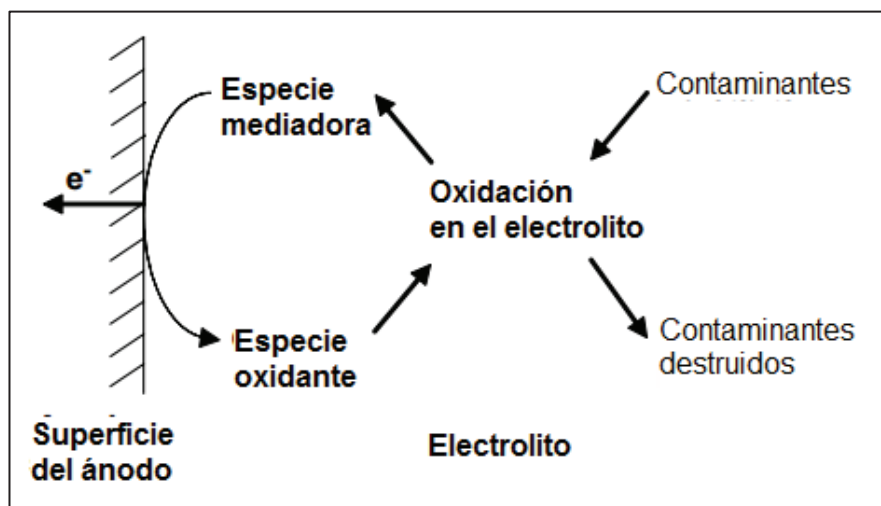 Especie
mediadora
Contaminantes
e-
Oxidación
en el electrolito
Especie
oxidante
Contaminantes
destruidos
Superficie
del ánodo
Electrolito